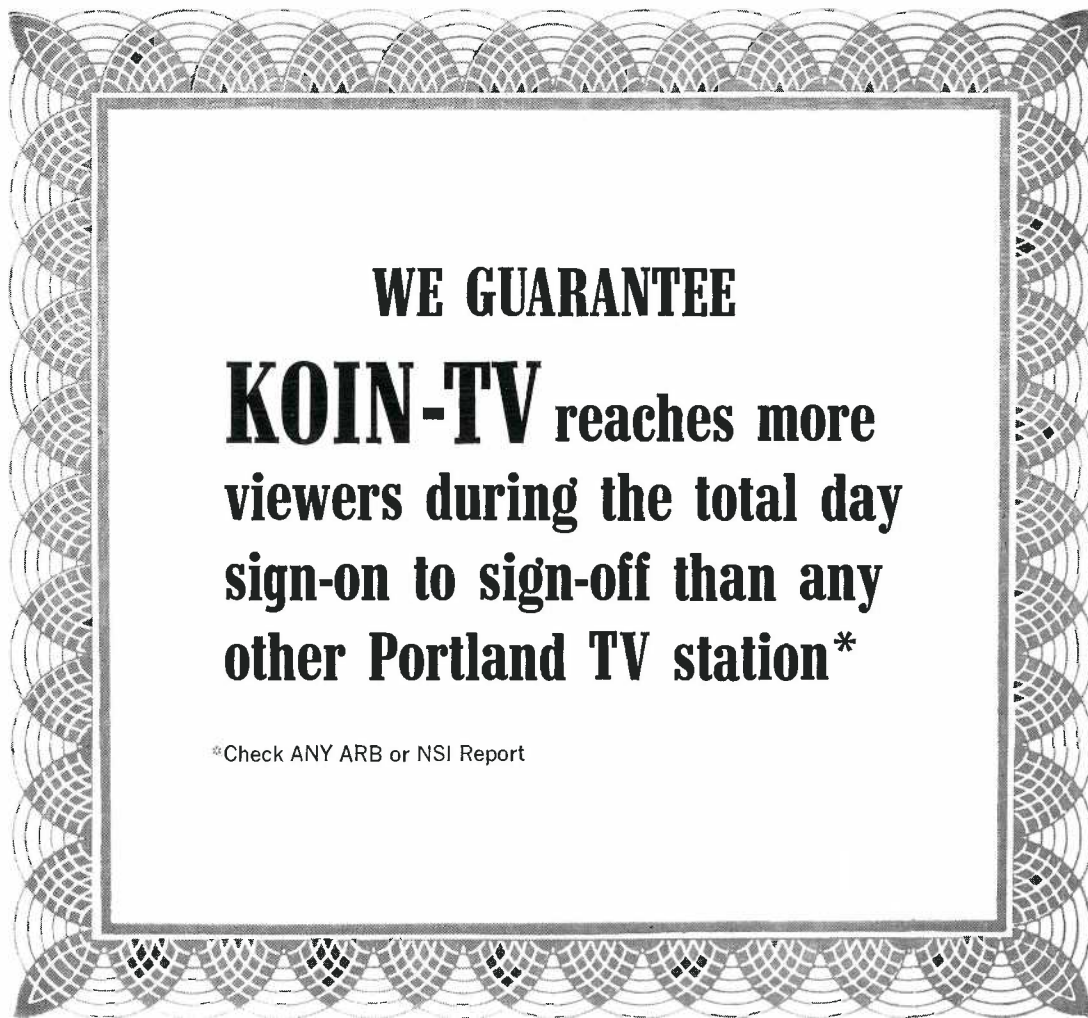 WE GUARANTEE
KOIN-TV reaches more
viewers during the total day
sign-on to sign-off than any
other Portland TV station*
*Check ANY ARB or NSI Report